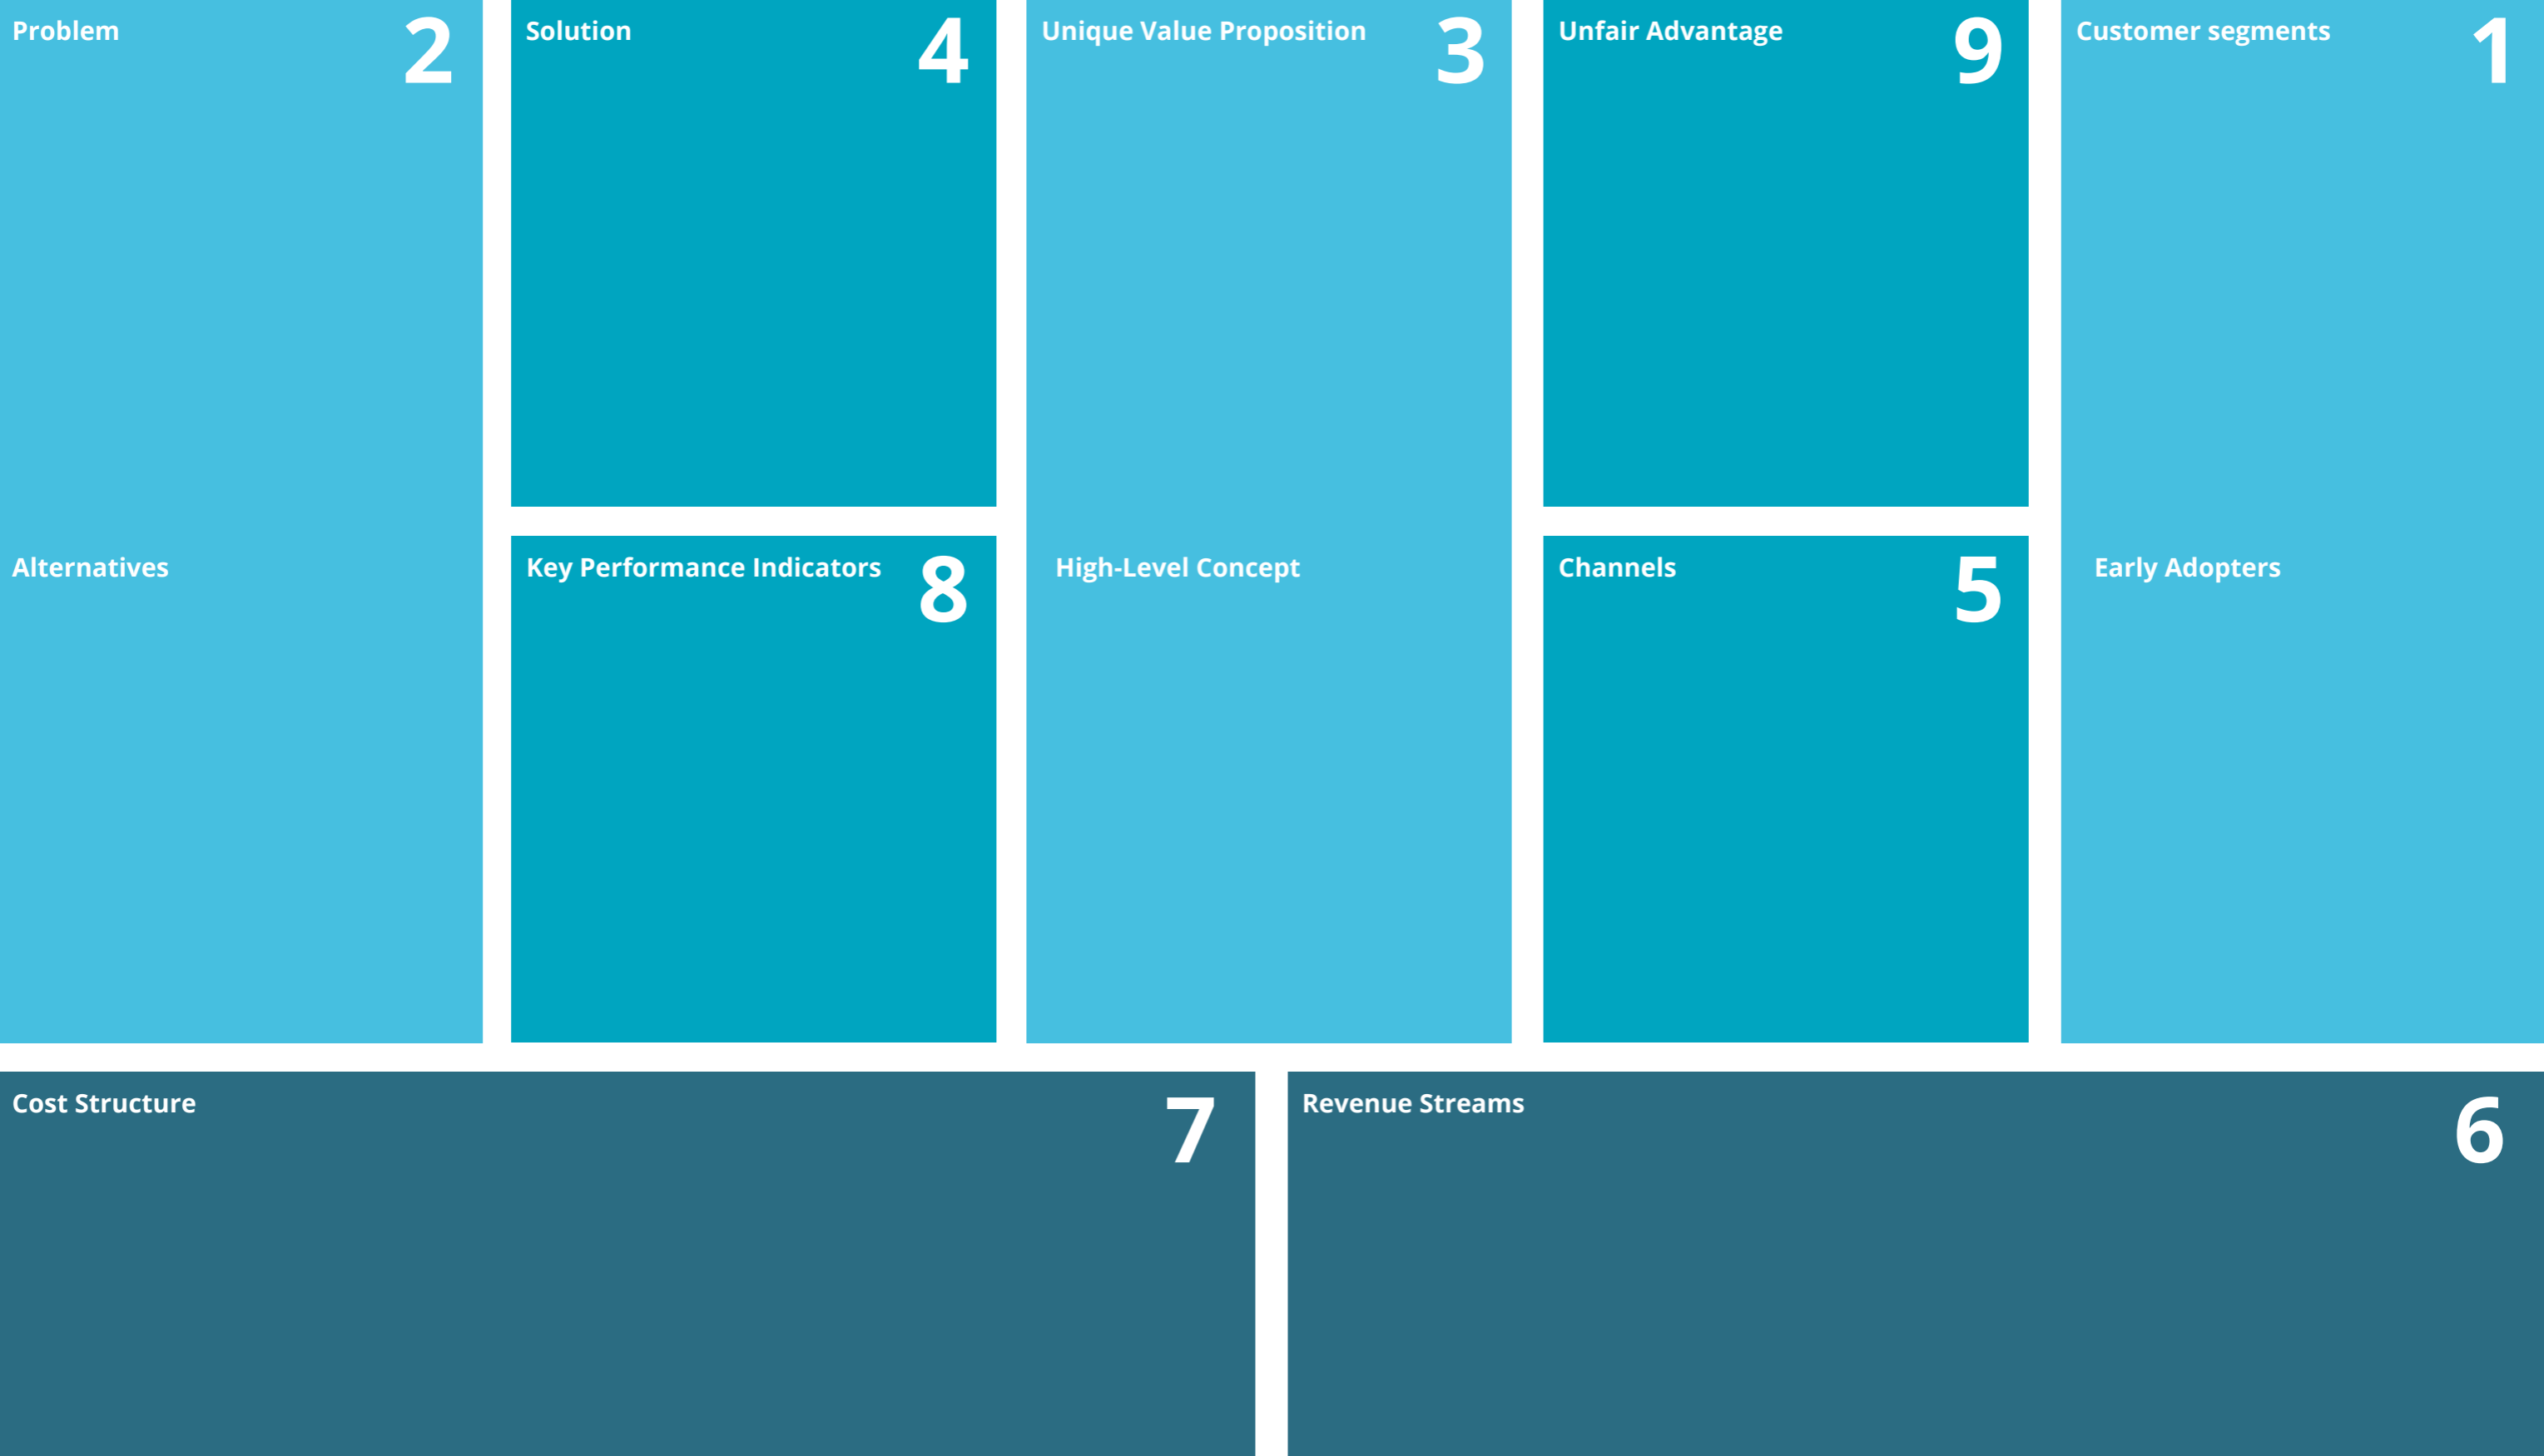 Problem
2
Alternatives
Solution
4
Key Performance Indicators
8
Unique Value Proposition
3
High-Level Concept
Unfair Advantage
9
Channels
5
Customer segments
1
Early Adopters
Cost Structure
7
Revenue Streams
6